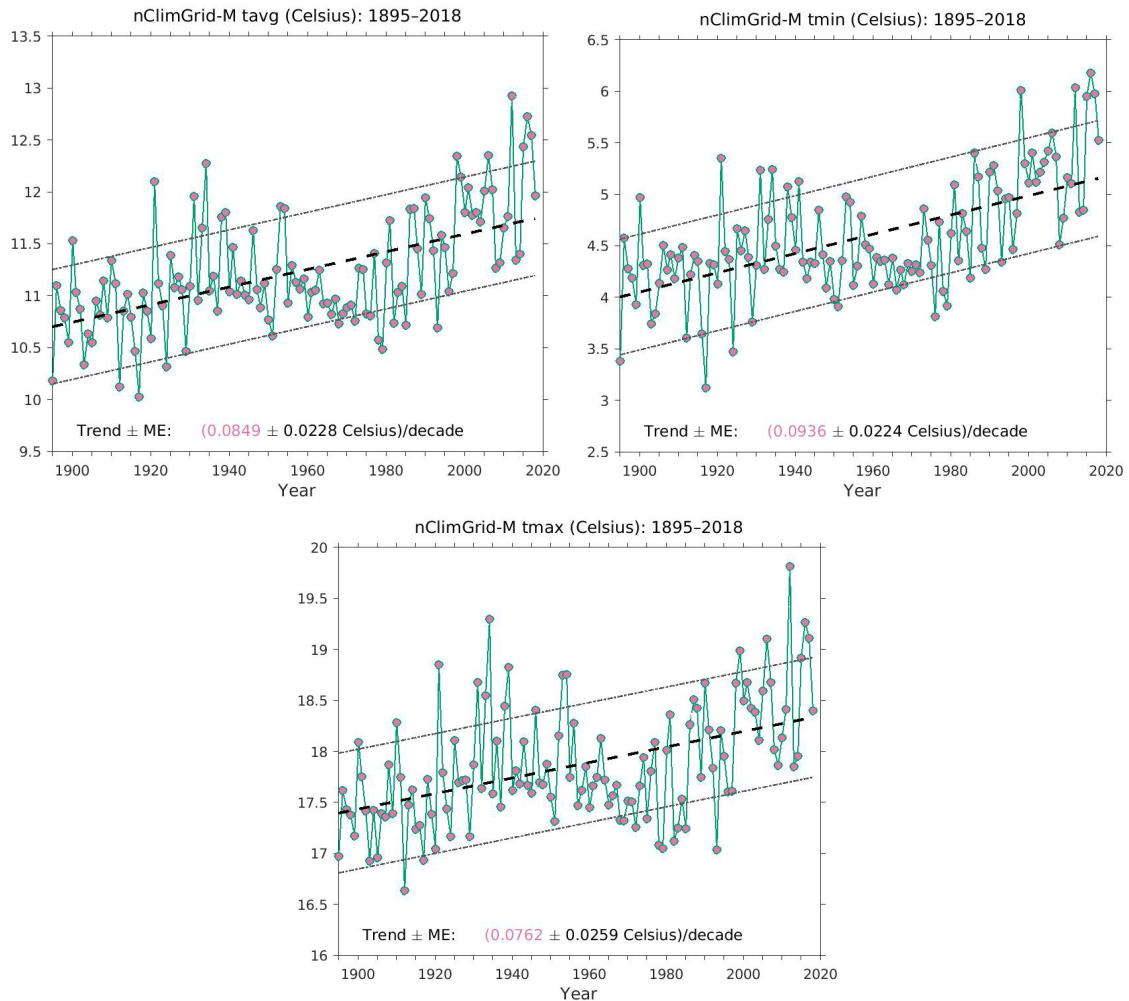 nClimGrid-M tavg (Celsius): 1895–2018
13.5
13
12.5
12
11.5
11
10.5
10
9.5
Trend ± ME: (0.0849 ± 0.0228 Celsius)/decade
1900 1920 1940 1960 1980 2000 2020
Year
nClimGrid-M tmin (Celsius): 1895–2018
6.5
6
5.5
5
4.5
4
3.5
3
2.5
Trend ± ME: (0.0936 ± 0.0224 Celsius)/decade
1900 1920 1940 1960 1980 2000 2020
Year
nClimGrid-M tmax (Celsius): 1895–2018
20
19.5
19
18.5
18
17.5
17
16.5
16
Trend ± ME: (0.0762 ± 0.0259 Celsius)/decade
1900 1920 1940 1960 1980 2000 2020
Year